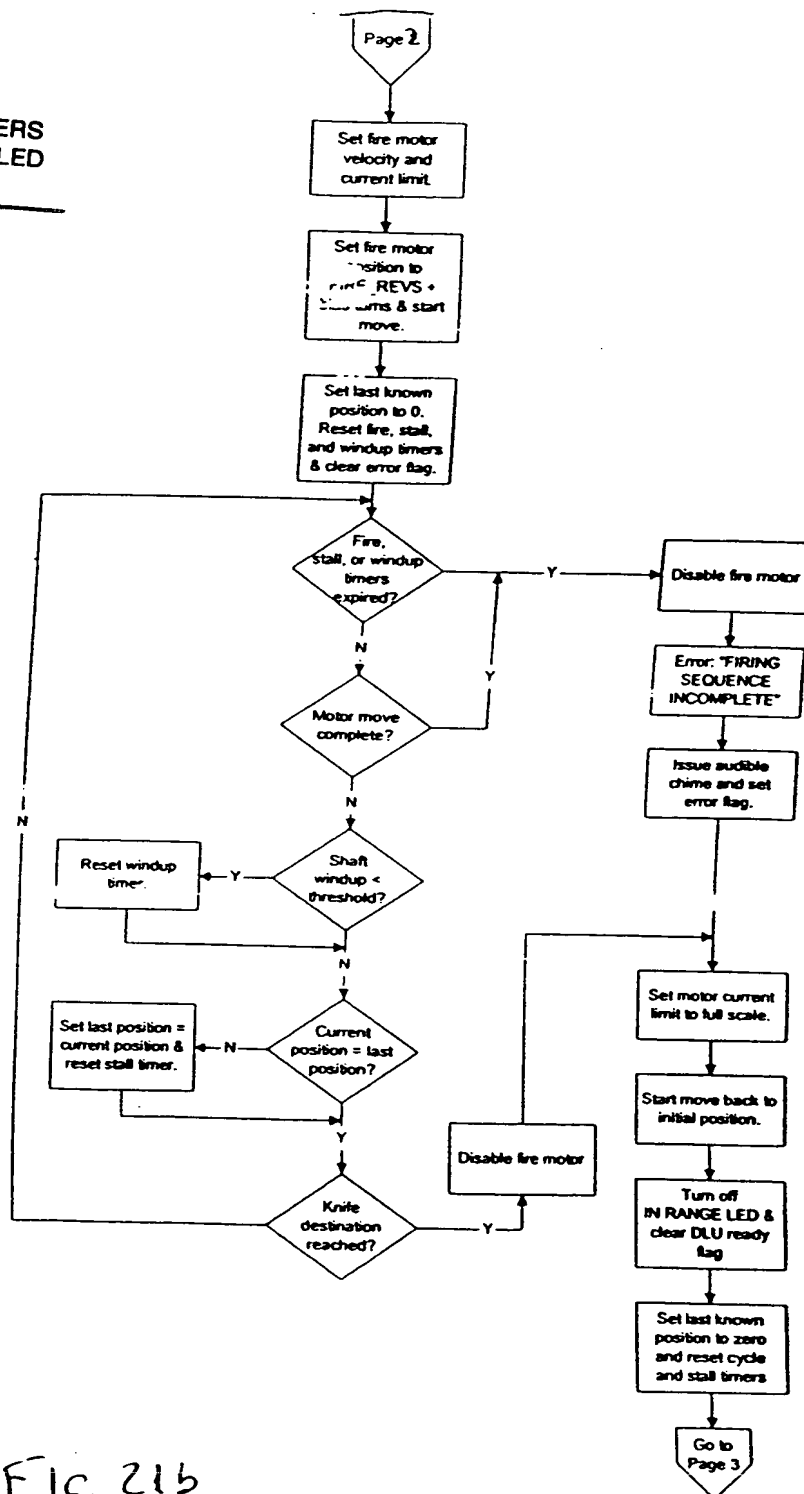 Page 2
ERS
LED
Set fire motor
velocity and
current limit.
Set fire motor
position to
FIRE_REVS +
turns & start
move.
Set last known
position to 0.
Reset fire, stall,
and windup timers
& clear error flag.
Fire,
stall, or windup
timers
expired?
Y
Disable fire motor
N
Y
Error: "FIRING
SEQUENCE
INCOMPLETE"
Motor move
complete?
Issue audible
chime and set
error flag.
N
N
Shaft
windup <
threshold?
Y
Reset windup
timer.
N
Current
position = last
position?
N
Set last position =
current position &
reset stall timer.
Y
Knife
destination
reached?
Y
Disable fire motor
Set motor current
limit to full scale.
Start move back to
initial position.
Turn off
IN RANGE LED &
clear DLU ready
flag
Set last known
position to zero
and reset cycle
and stall timers
Go to
Page 3
FIG 21b